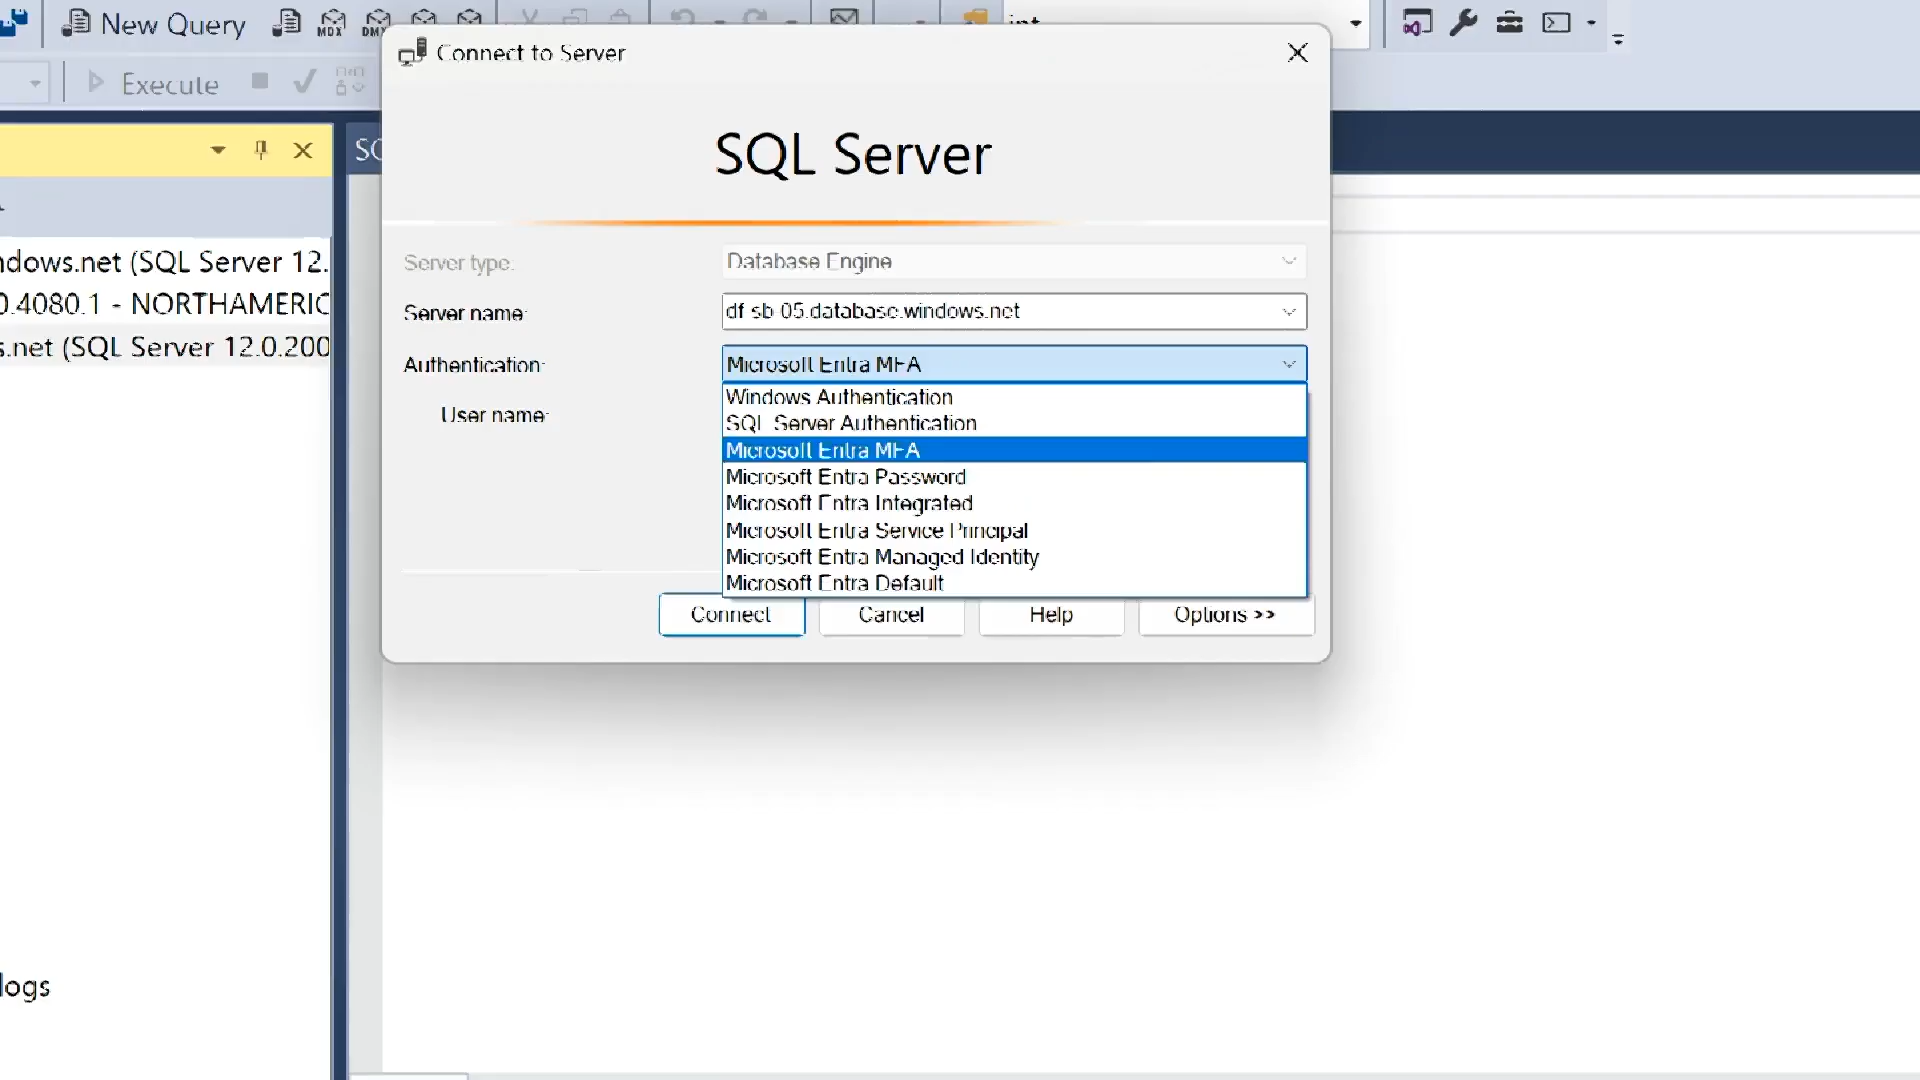 New Query
MDX
Execute
Connect to Server
SQL Server
ndows.net (SQL Server 12.
0.4080.1 - NORTHAMERIC
s.net (SQL Server 12.0.200
Server type:
Database Engine
Server name:
df-sb-05.database.windows.net
Authentication:
Microsoft Entra MFA
User name:
Windows Authentication
SQL Server Authentication
Microsoft Entra MFA
Microsoft Entra Password
Microsoft Entra Integrated
Microsoft Entra Service Principal
Microsoft Entra Managed Identity
Microsoft Entra Default
Connect
Cancel
Help
Options >>
logs